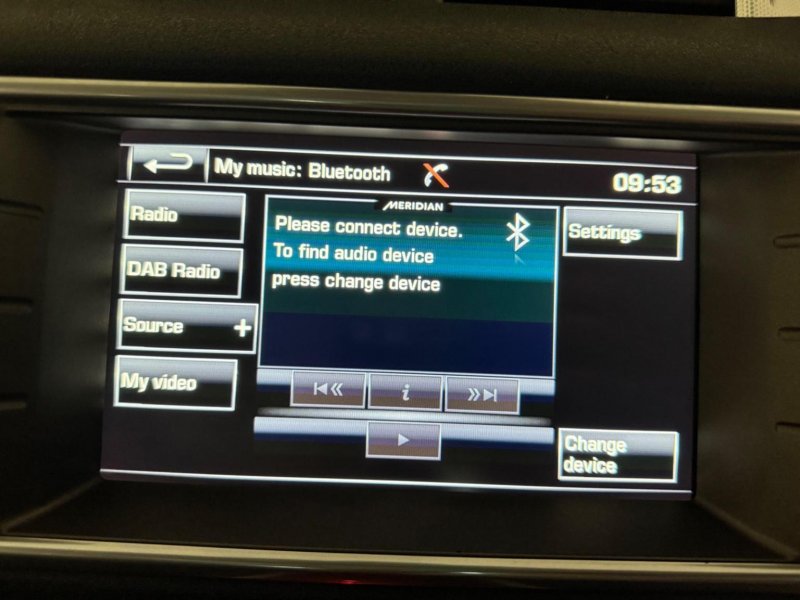 My music: Bluetooth
09:53
Radio
DAB Radio
Source +
My video
MERIDIAN
Please connect device.
To find audio device
press change device
i
Settings
Change
device